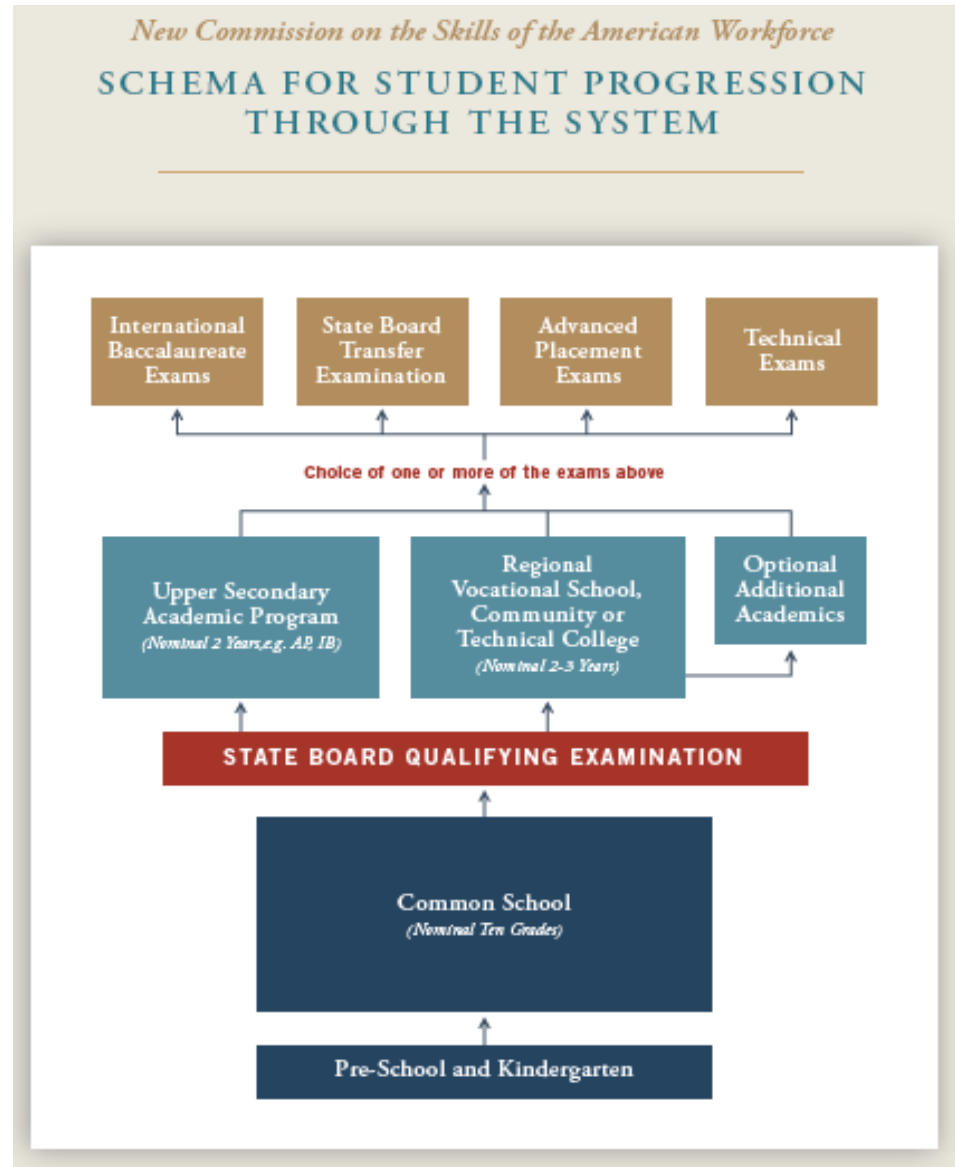 New Commission on the Skills of the American Workforce
SCHEMA FOR STUDENT PROGRESSION
THROUGH THE SYSTEM
International
Baccalaureate
Exams
State Board
Transfer
Examination
Advanced
Placement
Exams
Technical
Exams
Choice of one or more of the exams above
Upper Secondary
Academic Program
(Nominal 2 Years,e.g. AP, IB)
Regional
Vocational School,
Community or
Technical College
(Nominal 2-3 Years)
Optional
Additional
Academics
STATE BOARD QUALIFYING EXAMINATION
Common School
(Nominal Ten Grades)
Pre-School and Kindergarten